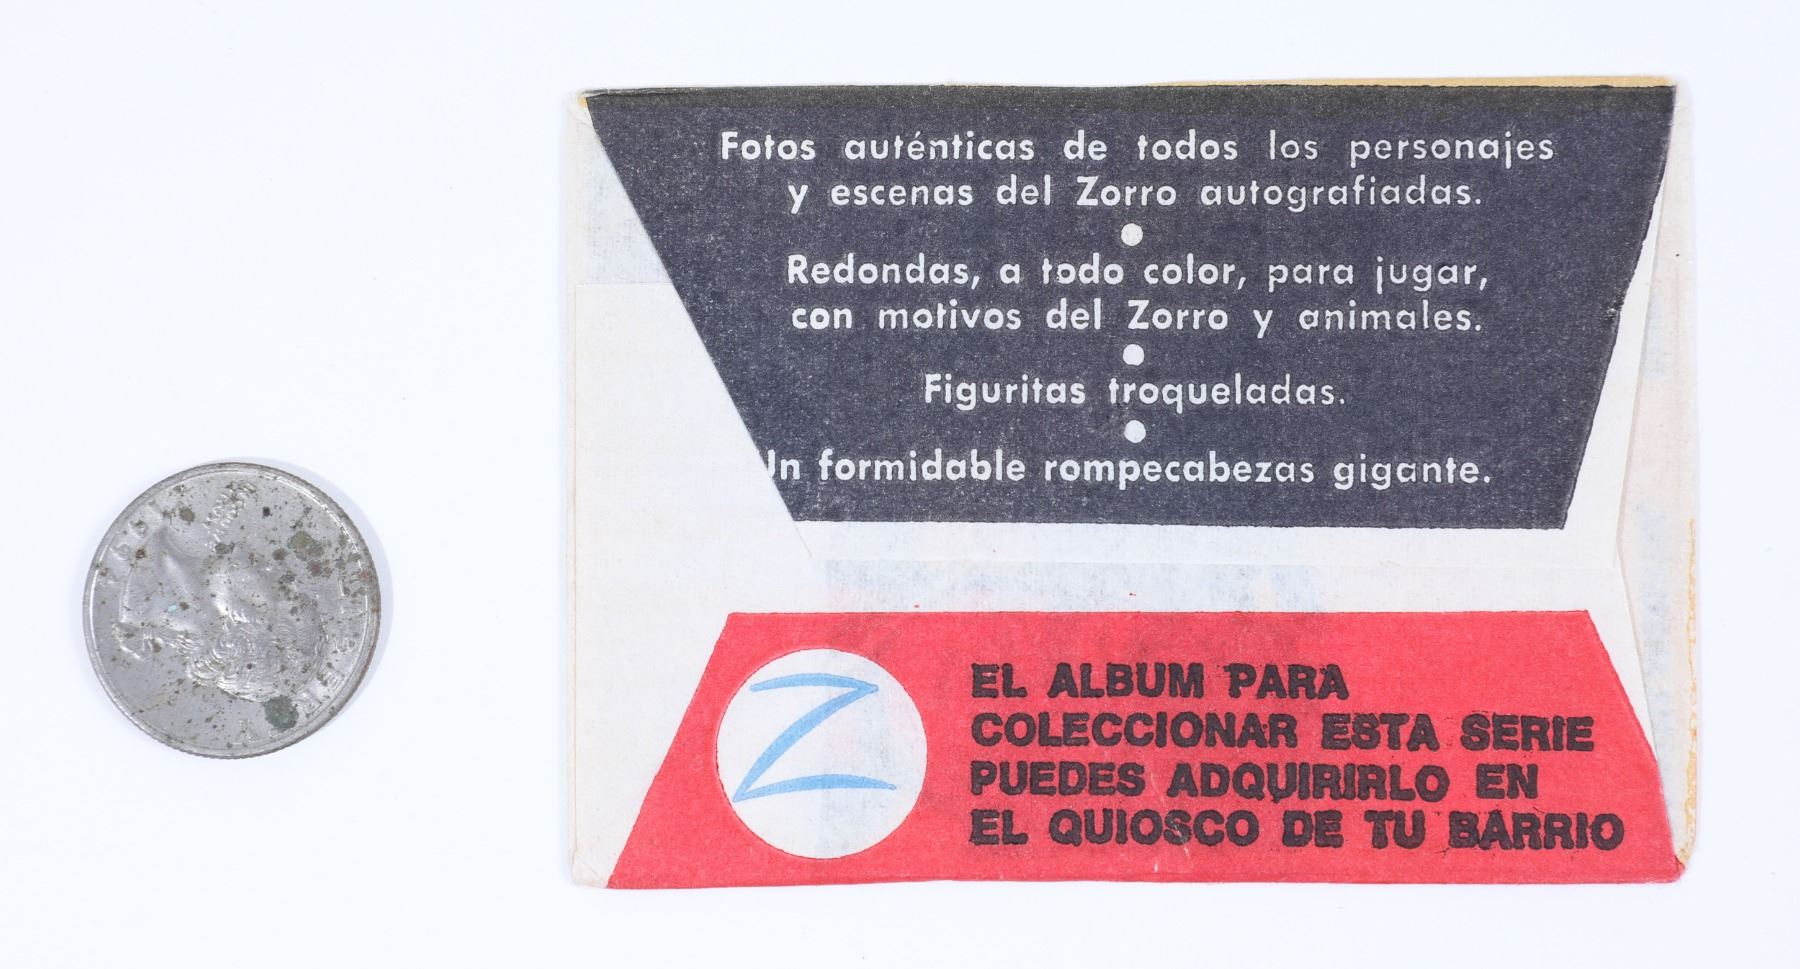 Fotos auténticas de todos los personajes
y escenas del Zorro autografiadas.
Redondas, a todo color, para jugar,
con motivos del Zorro y animales.
Figuritas troqueladas.
Un formidable rompecabezas gigante.
Z
EL ALBUM PARA
COLECCIONAR ESTA SERIE
PUEDES ADQUIRIRLO EN
EL QUIOSCO DE TU BARRIO